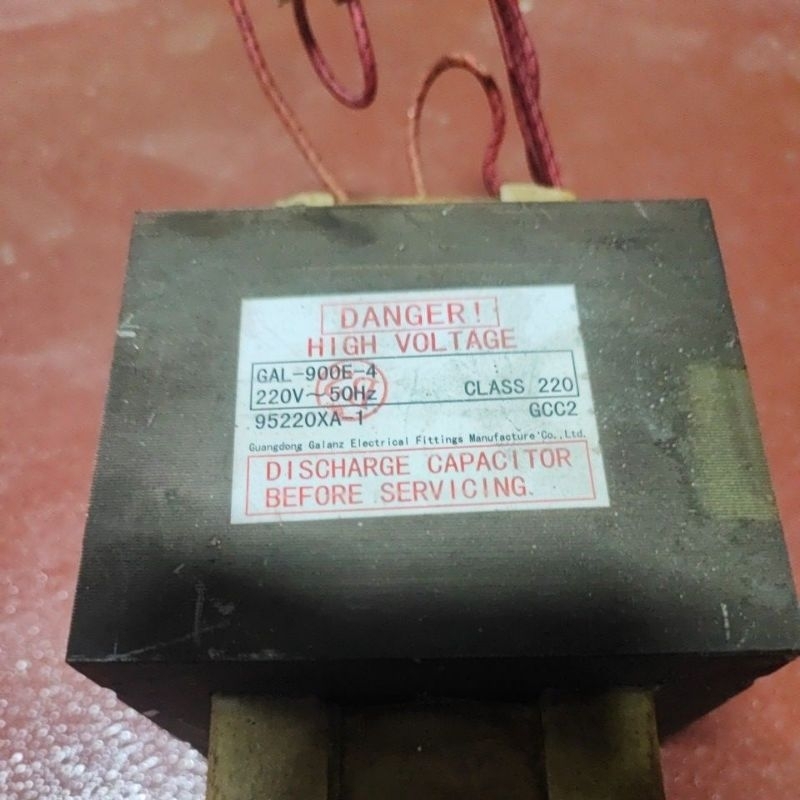 DANGER!
HIGH VOLTAGE
GAL-900E-4
220V~50Hz CLASS 220
95220XA-1 GCC2
Guangdong Galanz Electrical Fittings Manufacture Co.,Ltd.
DISCHARGE CAPACITOR
BEFORE SERVICING.